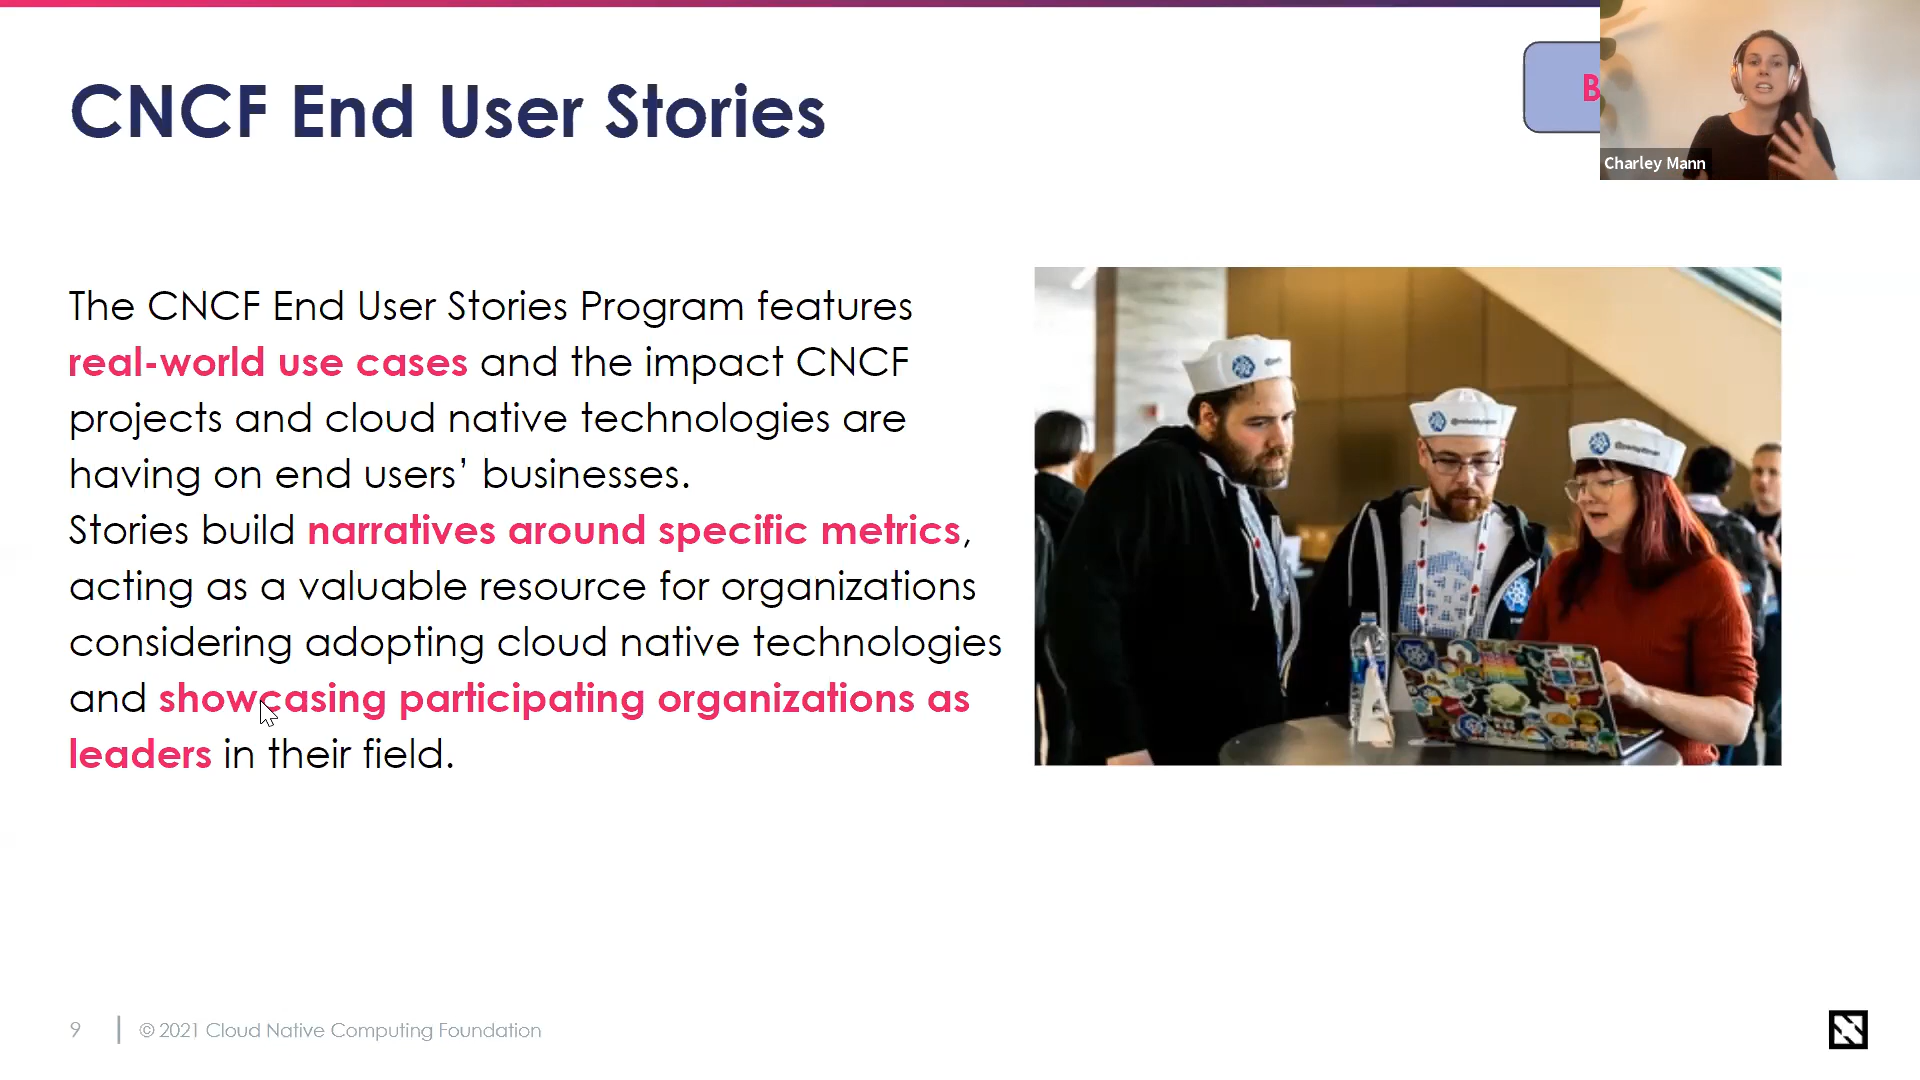 CNCF End User Stories
B
Charley Mann
The CNCF End User Stories Program features
real-world use cases and the impact CNCF
projects and cloud native technologies are
having on end users’ businesses.
Stories build narratives around specific metrics,
acting as a valuable resource for organizations
considering adopting cloud native technologies
and showcasing participating organizations as
leaders in their field.
9
© 2021 Cloud Native Computing Foundation